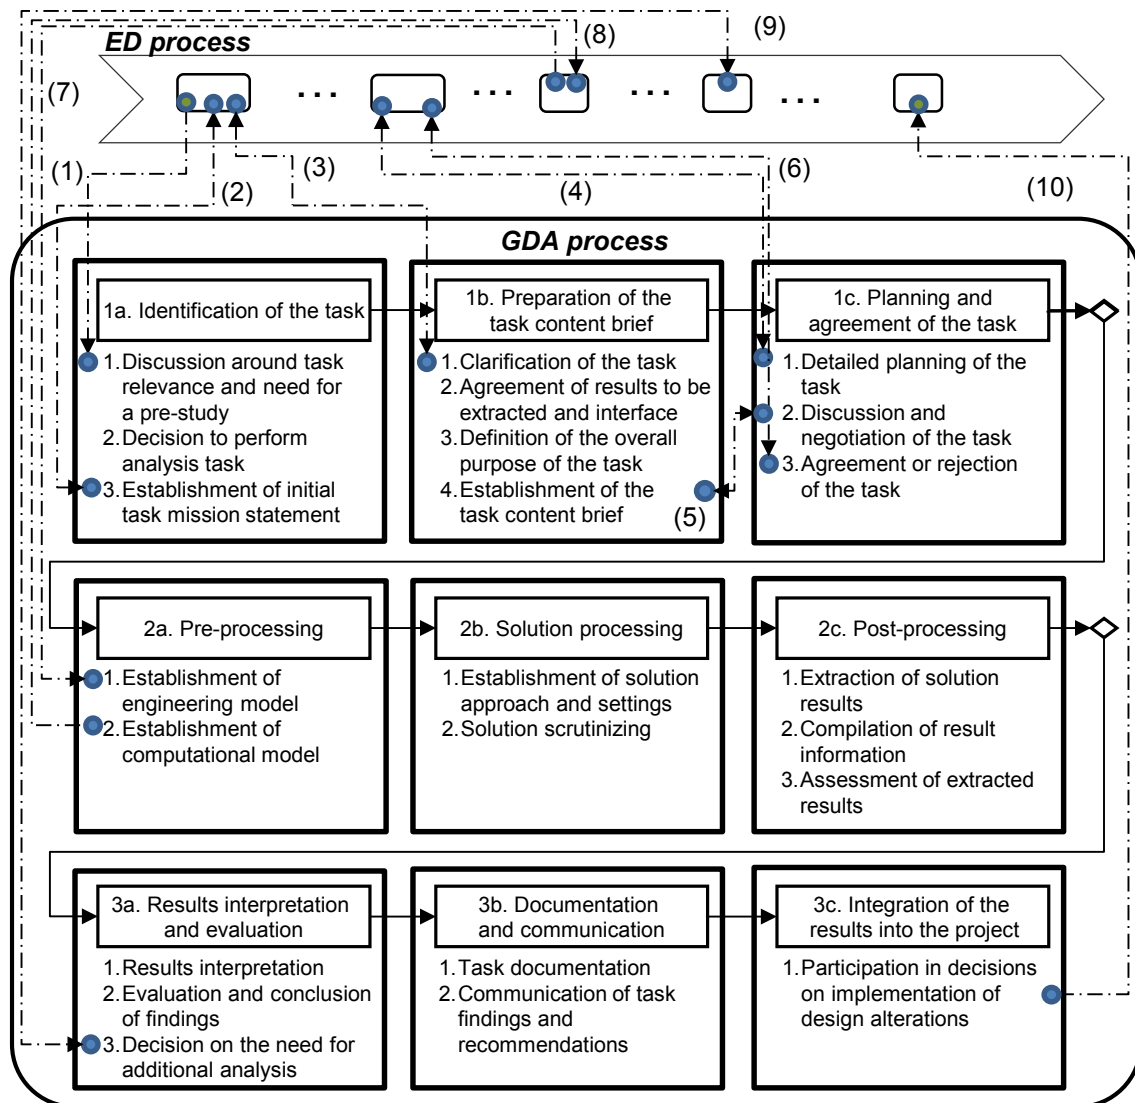 (8)
(9)
ED process
(7)
. . .
. . .
. . .
. . .
(1)
(2)
(3)
(4)
(6)
(10)
GDA process
1a. Identification of the task
1.Discussion around task
relevance and need for
a pre-study
2.Decision to perform
analysis task
3.Establishment of initial
task mission statement
1b. Preparation of the
task content brief
1.Clarification of the task
2.Agreement of results to be
extracted and interface
3.Definition of the overall
purpose of the task
4.Establishment of the
task content brief
(5)
1c. Planning and
agreement of the task
1.Detailed planning of the
task
2.Discussion and
negotiation of the task
3.Agreement or rejection
of the task
2a. Pre-processing
1.Establishment of
engineering model
2.Establishment of
computational model
2b. Solution processing
1.Establishment of solution
approach and settings
2.Solution scrutinizing
2c. Post-processing
1.Extraction of solution
results
2.Compilation of result
information
3.Assessment of extracted
results
3a. Results interpretation
and evaluation
1.Results interpretation
2.Evaluation and conclusion
of findings
3.Decision on the need for
additional analysis
3b. Documentation
and communication
1.Task documentation
2.Communication of task
findings and
recommendations
3c. Integration of the
results into the project
1.Participation in decisions
on implementation of
design alterations